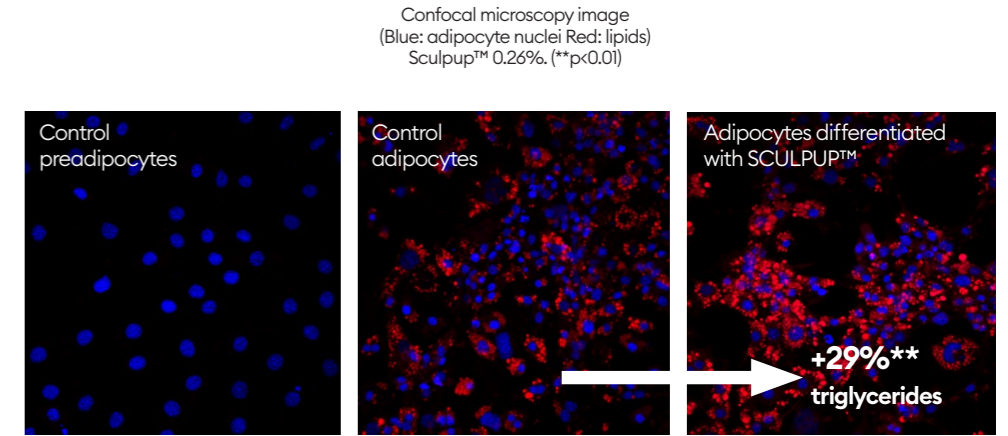 Confocal microscopy image
(Blue: adipocyte nuclei Red: lipids)
Sculpup™ 0.26%. (**p<0.01)
Control
preadipocytes
Control
adipocytes
Adipocytes differentiated
with SCULPUP™
+29%**
triglycerides